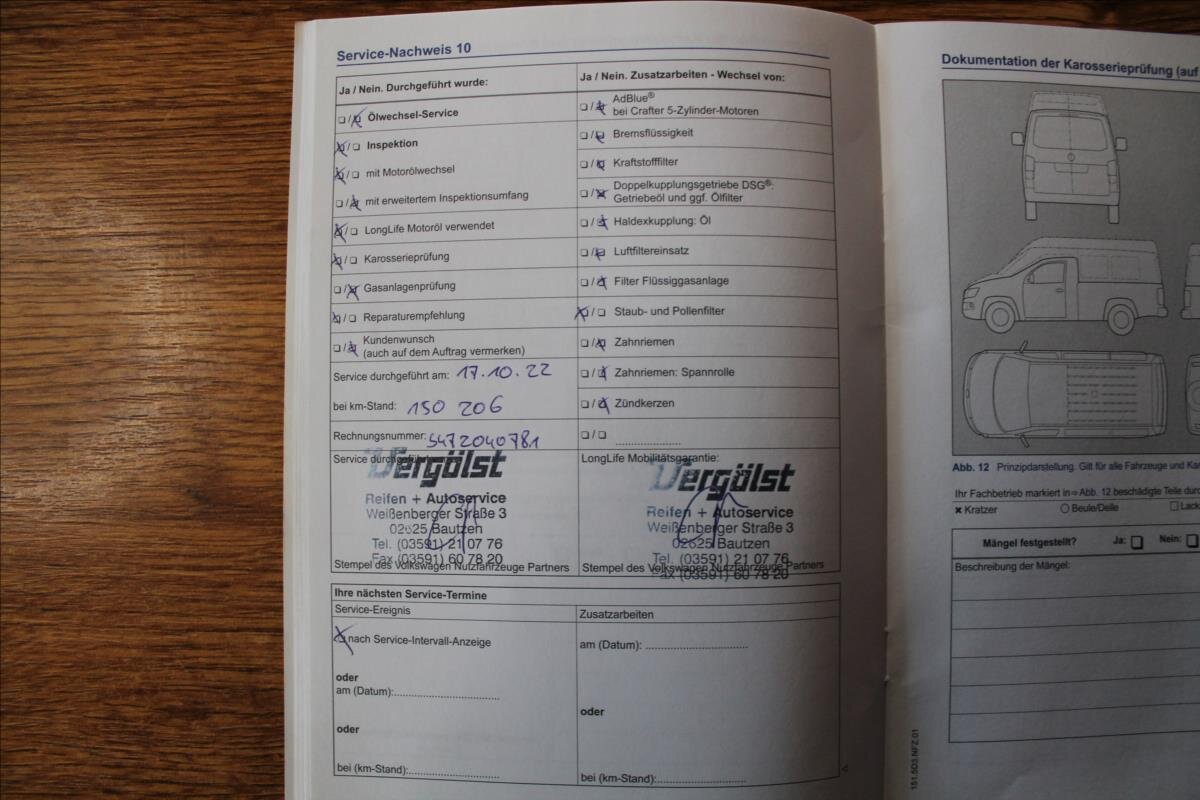 Service-Nachweis 10
Ja / Nein. Durchgeführt wurde:
Ölwechsel-Service
Inspektion
mit Motorölwechsel
mit erweitertem Inspektionsumfang
LongLife Motoröl verwendet
Karosserieprüfung
Gasanlagenprüfung
Reparaturempfehlung
Kundenwunsch
(auch auf dem Auftrag vermerken)
Service durchgeführt am: 17.10.22
bei km-Stand: 150 206
Rechnungsnummer: 5472040781
Service durchgeführt
Vergölst
Reifen + Autoservice
Weißenberger Straße 3
02625 Bautzen
Tel. (03591) 21 07 76
Fax (03591) 60 78 20
Stempel des Volkswagen Nutzfahrzeuge Partners
Ja / Nein. Zusatzarbeiten - Wechsel von:
AdBlue®
bei Crafter 5-Zylinder-Motoren
Bremsflüssigkeit
Kraftstofffilter
Doppelkupplungsgetriebe DSG®:
Getriebeöl und ggf. Ölfilter
Haldexkupplung: Öl
Luftfiltereinsatz
Filter Flüssiggasanlage
Staub- und Pollenfilter
Zahnriemen
Zahnriemen: Spannrolle
Zündkerzen
LongLife Mobilitätsgarantie:
Vergölst
Reifen + Autoservice
Weißenberger Straße 3
02625 Bautzen
Tel. (03591) 21 07 76
Fax (03591) 60 78 20
Stempel des Volkswagen Nutzfahrzeuge Partners
Ihre nächsten Service-Termine
Service-Ereignis
nach Service-Intervall-Anzeige
oder
am (Datum):
oder
bei (km-Stand):
Zusatzarbeiten
am (Datum):
oder
bei (km-Stand):
Dokumentation der Karosserieprüfung (auf
Abb. 12 Prinzipdarstellung. Gilt für alle Fahrzeuge und Ka
Ihr Fachbetrieb markiert in ⇨ Abb. 12 beschädigte Teile durc
Kratzer Beule/Delle Lack
Mängel festgestellt? Ja: Nein:
Beschreibung der Mängel:
151.5D3.NFZ.01